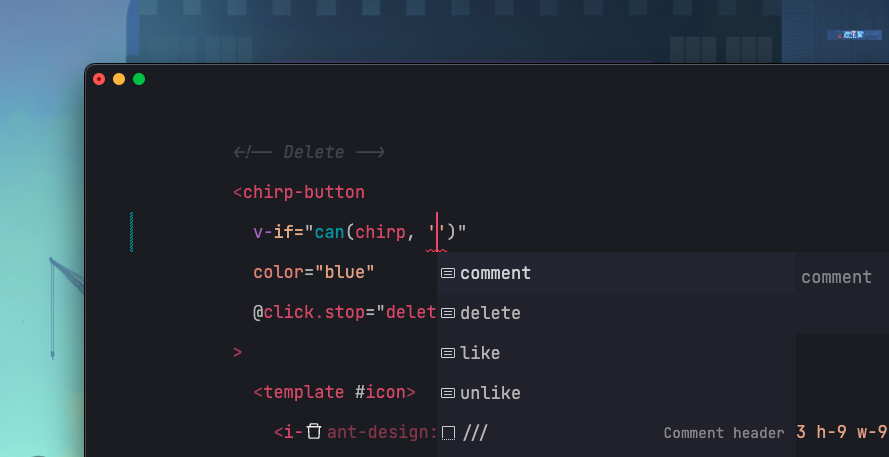 <!-- Delete -->
<chirp-button
v-if="can(chirp, '')"
color="blue"
@click.stop="delet
>
<template #icon>
<i- ant-design:
comment
delete
like
unlike
/// Comment header
comment
3 h-9 w-9